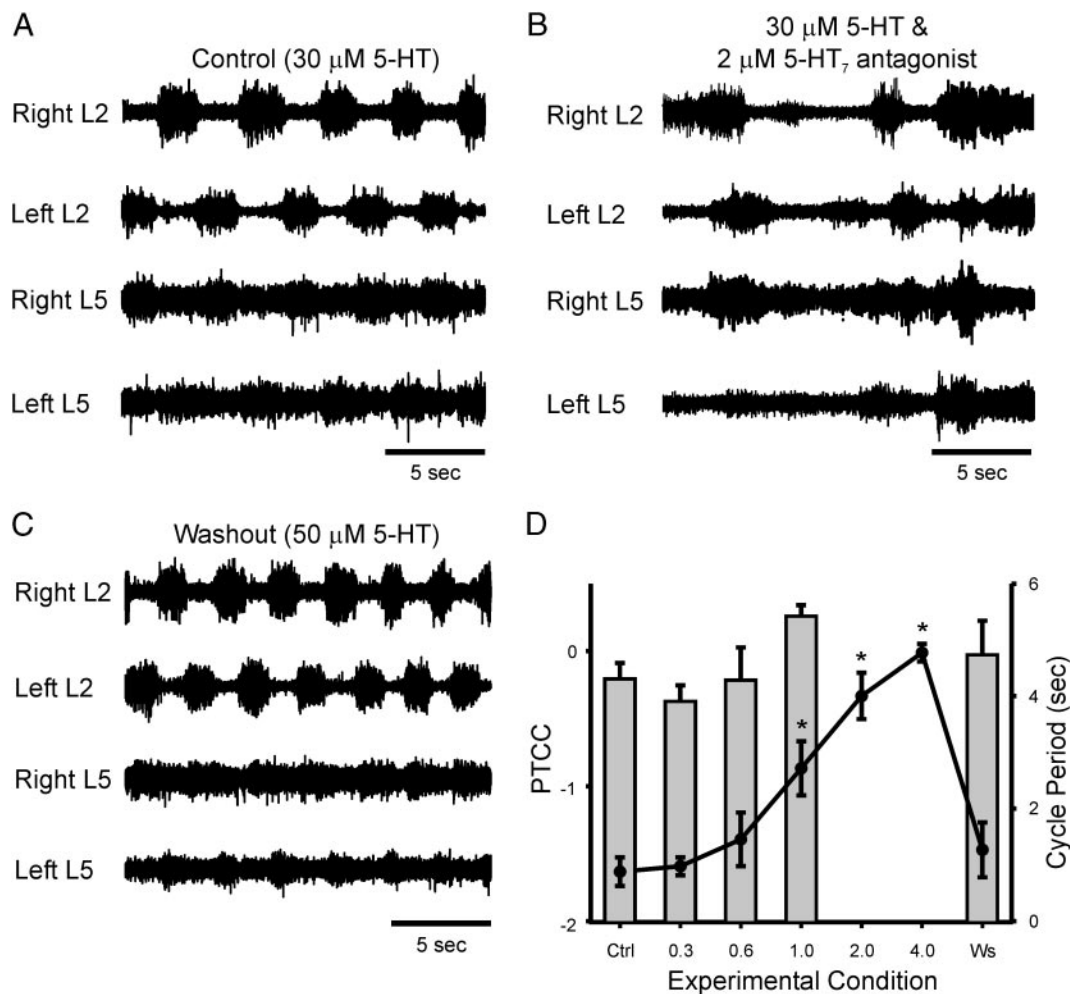 A
Control (30 μM 5-HT)
Right L2
Left L2
Right L5
Left L5
5 sec
B
30 μM 5-HT &
2 μM 5-HT₇ antagonist
Right L2
Left L2
Right L5
Left L5
5 sec
C
Washout (50 μM 5-HT)
Right L2
Left L2
Right L5
Left L5
5 sec
D
PTCC
0
-1
-2
* * *
6
4
2
0
Cycle Period (sec)
Ctrl 0.3 0.6 1.0 2.0 4.0 Ws
Experimental Condition